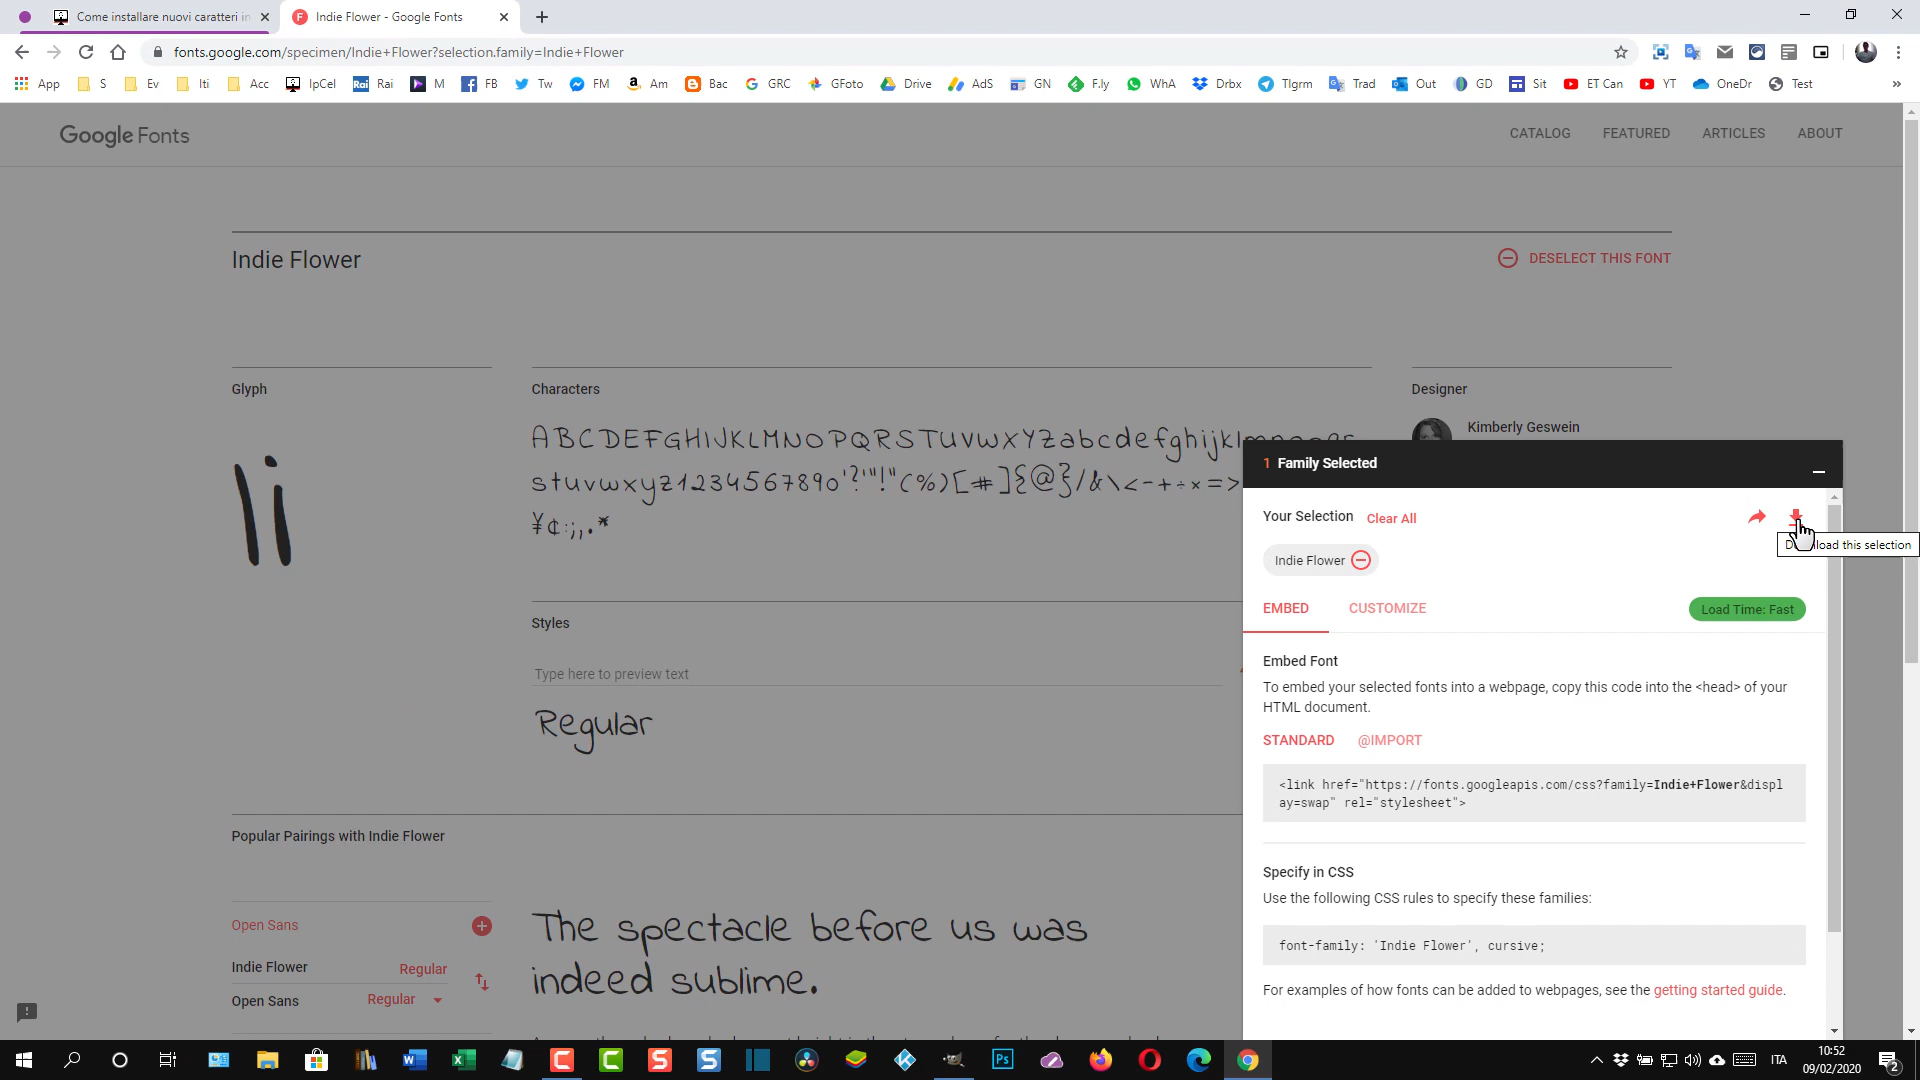 Come installare nuovi caratteri in
Indie Flower - Google Fonts
fonts.google.com/specimen/Indie+Flower?selection.family=Indie+Flower
App S Ev Iti Acc IpCel Rai M FB Tw FM Am Bac GRC GFoto Drive AdS GN F.ly WhA Drbx Tlgrm Trad Out GD Sit ET Can YT OneDr Test
Google Fonts
CATALOG FEATURED ARTICLES ABOUT
Indie Flower
DESELECT THIS FONT
Glyph
Ii
Characters
ABCDEFGHIJKLMNOPQRSTUVWXYZabcdefghijklmnopqrs
stuvwxyz1234567890'?'"!"(%)[#]{@}/&\<-+÷×=>
¥¢:;,.*
Designer
Kimberly Geswein
Styles
Type here to preview text
Regular
Popular Pairings with Indie Flower
Open Sans
Indie Flower Regular
Open Sans Regular
The spectacle before us was
indeed sublime.
1 Family Selected
Your Selection Clear All
Download this selection
Indie Flower
EMBED CUSTOMIZE
Load Time: Fast
Embed Font
To embed your selected fonts into a webpage, copy this code into the <head> of your
HTML document.
STANDARD @IMPORT
<link href="https://fonts.googleapis.com/css?family=Indie+Flower&displ
ay=swap" rel="stylesheet">
Specify in CSS
Use the following CSS rules to specify these families:
font-family: 'Indie Flower', cursive;
For examples of how fonts can be added to webpages, see the getting started guide.
ITA
10:52
09/02/2020
2